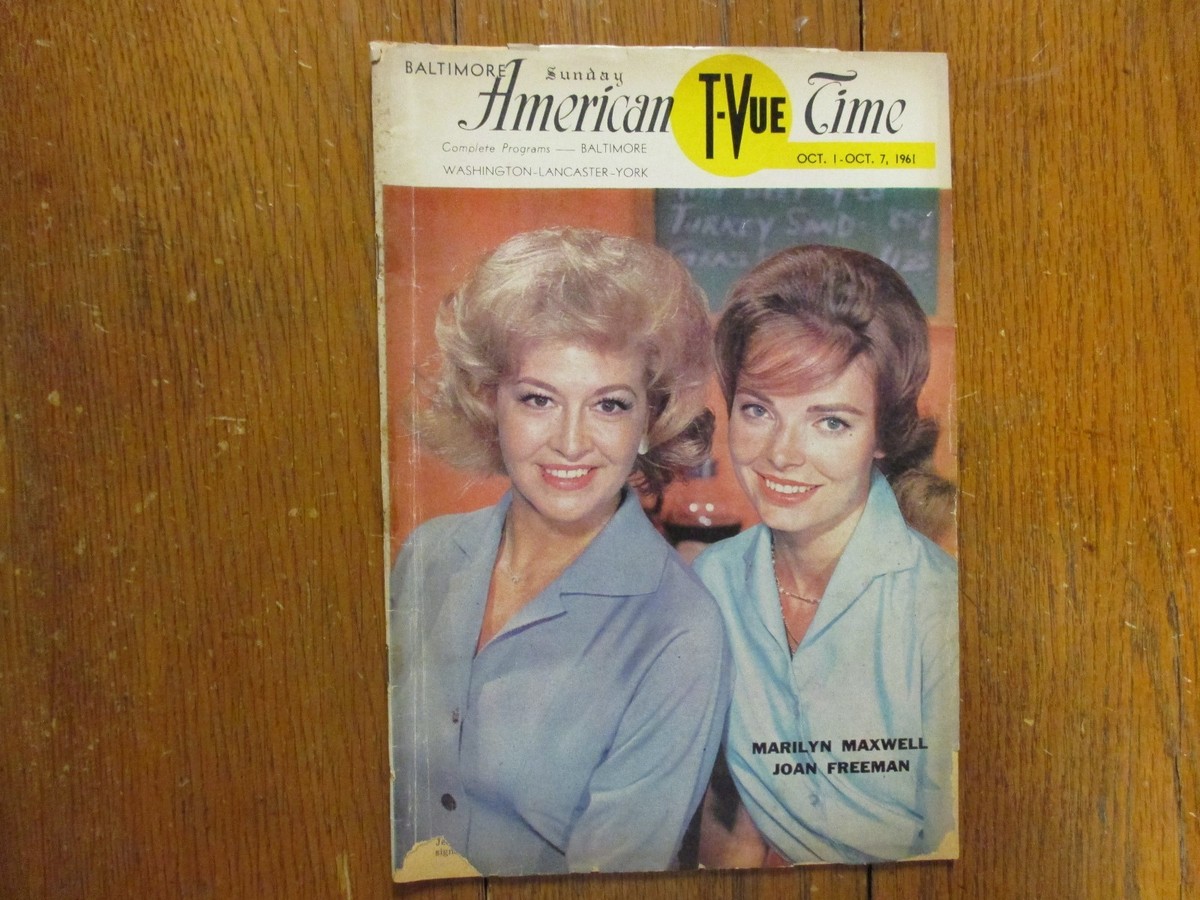 BALTIMORE
Sunday
American T-VUE Time
Complete Programs — BALTIMORE
WASHINGTON-LANCASTER-YORK
OCT. 1-OCT. 7, 1961
TURKEY SAND 85¢
MARILYN MAXWELL
JOAN FREEMAN